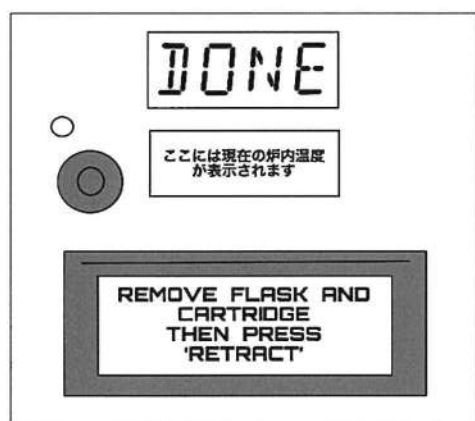 DONE
ここには現在の炉内温度
が表示されます
REMOVE FLASK AND
CARTRIDGE
THEN PRESS
'RETRACT'